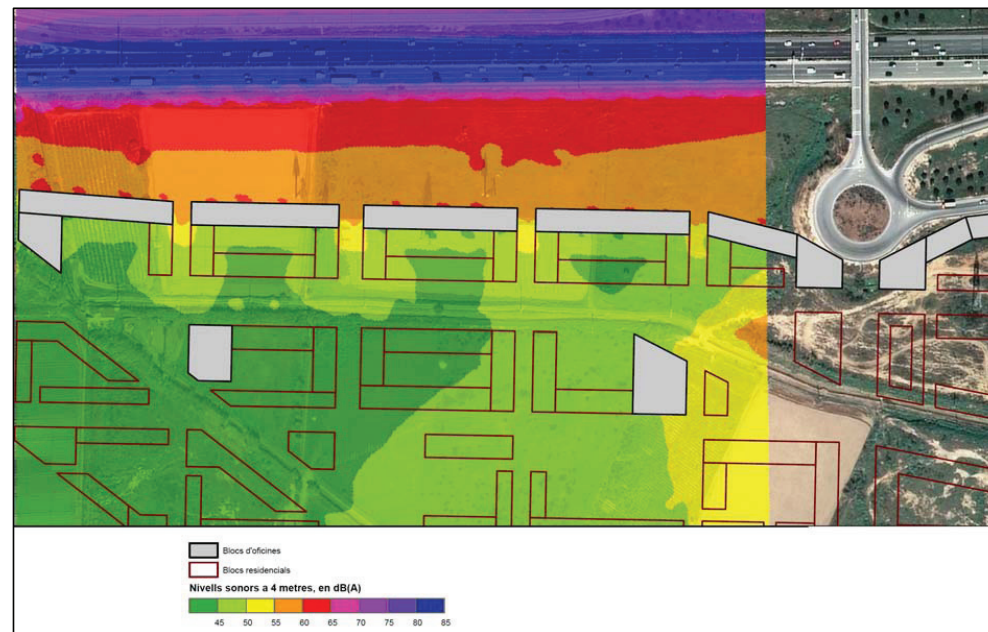 Blocs d'oficines
Blocs residencials
Nivells sonors a 4 metres, en dB(A)
45 50 55 60 65 70 75 80 85